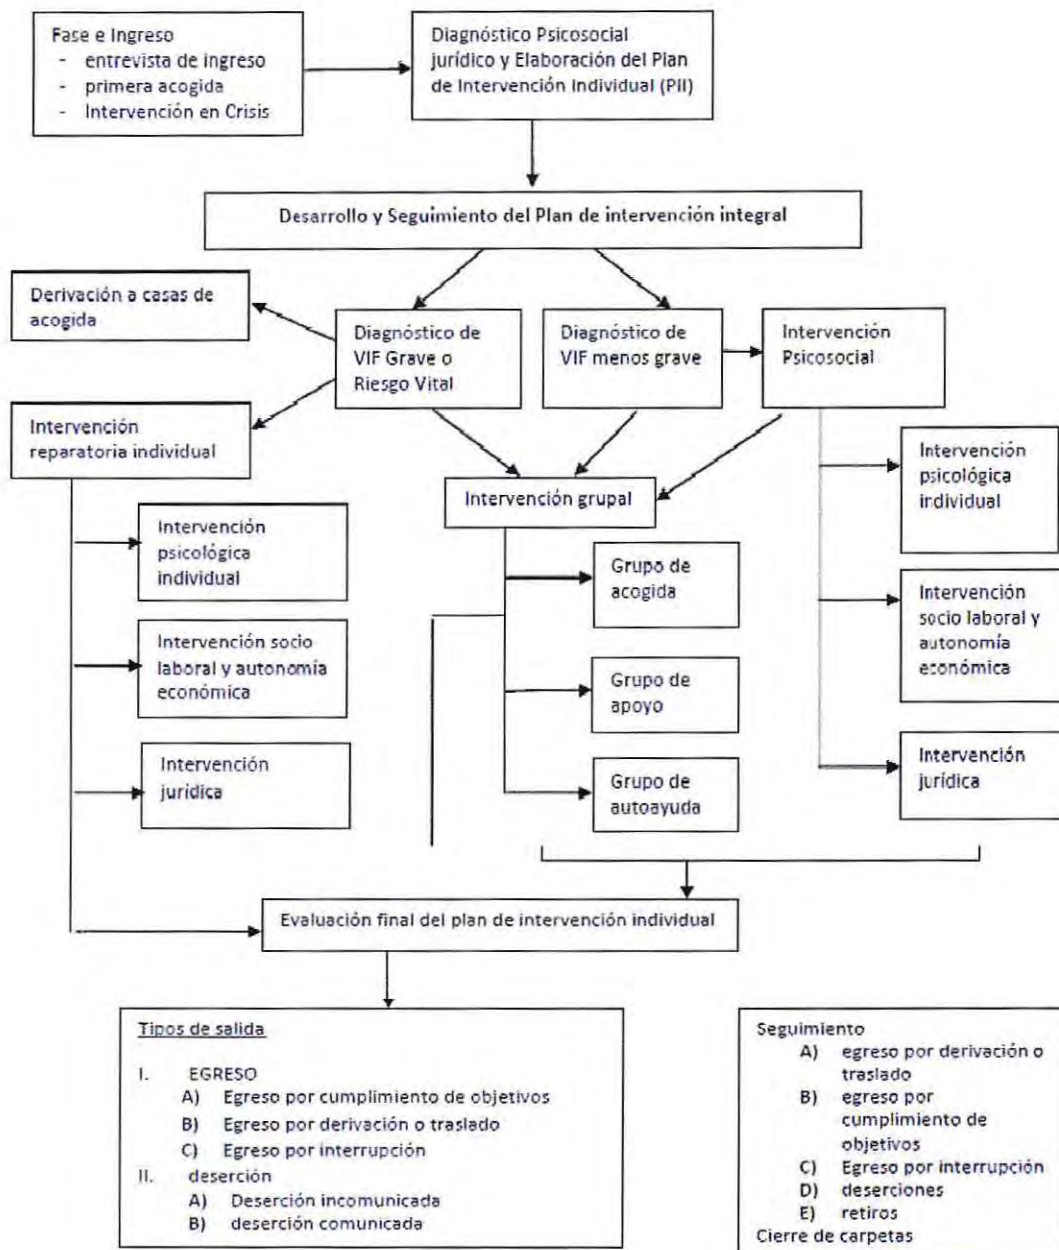 Fase e Ingreso
- entrevista de ingreso
- primera acogida
- Intervención en Crisis
Diagnóstico Psicosocial
jurídico y Elaboración del Plan
de Intervención Individual (PII)
Desarrollo y Seguimiento del Plan de intervención integral
Derivación a casas de
acogida
Diagnóstico de
VIF Grave o
Riesgo Vital
Diagnóstico de
VIF menos grave
Intervención
Psicosocial
Intervención
reparatoria individual
Intervención grupal
Intervención
psicológica
individual
Intervención socio
laboral y autonomía
económica
Intervención
jurídica
Grupo de
acogida
Grupo de
apoyo
Grupo de
autoayuda
Intervención
psicológica
individual
Intervención
socio laboral y
autonomía
económica
Intervención
jurídica
Evaluación final del plan de intervención individual
Tipos de salida
I. EGRESO
A) Egreso por cumplimiento de objetivos
B) Egreso por derivación o traslado
C) Egreso por interrupción
II. deserción
A) Deserción incomunicada
B) deserción comunicada
Seguimiento
A) egreso por derivación o
traslado
B) egreso por
cumplimiento de
objetivos
C) Egreso por interrupción
D) deserciones
E) retiros
Cierre de carpetas